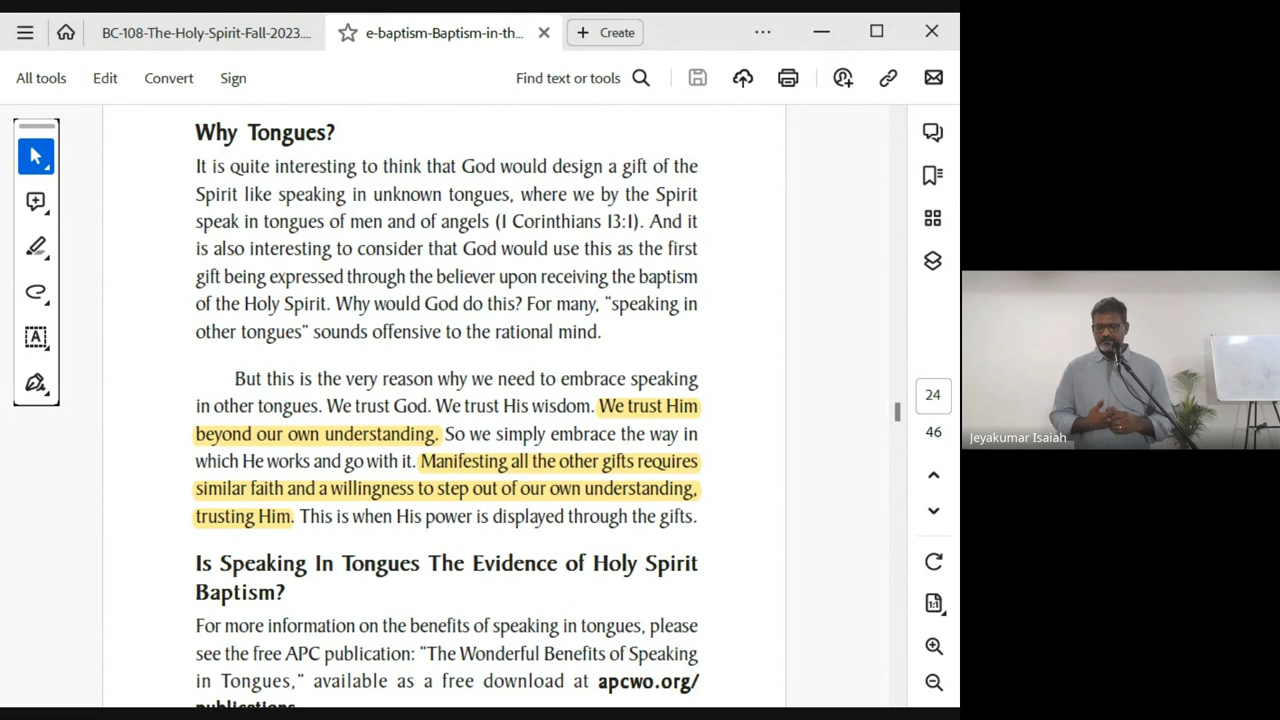 BC-108-The-Holy-Spirit-Fall-2023....
e-baptism-Baptism-in-th...
Create
All tools
Edit
Convert
Sign
Find text or tools
Why Tongues?
It is quite interesting to think that God would design a gift of the
Spirit like speaking in unknown tongues, where we by the Spirit
speak in tongues of men and of angels (I Corinthians I3:I). And it
is also interesting to consider that God would use this as the first
gift being expressed through the believer upon receiving the baptism
of the Holy Spirit. Why would God do this? For many, "speaking in
other tongues" sounds offensive to the rational mind.
But this is the very reason why we need to embrace speaking
in other tongues. We trust God. We trust His wisdom. We trust Him
beyond our own understanding. So we simply embrace the way in
which He works and go with it. Manifesting all the other gifts requires
similar faith and a willingness to step out of our own understanding,
trusting Him. This is when His power is displayed through the gifts.
Is Speaking In Tongues The Evidence of Holy Spirit
Baptism?
For more information on the benefits of speaking in tongues, please
see the free APC publication: "The Wonderful Benefits of Speaking
in Tongues," available as a free download at apcwo.org/
publications
24
46
1:1
Jeyakumar Isaiah